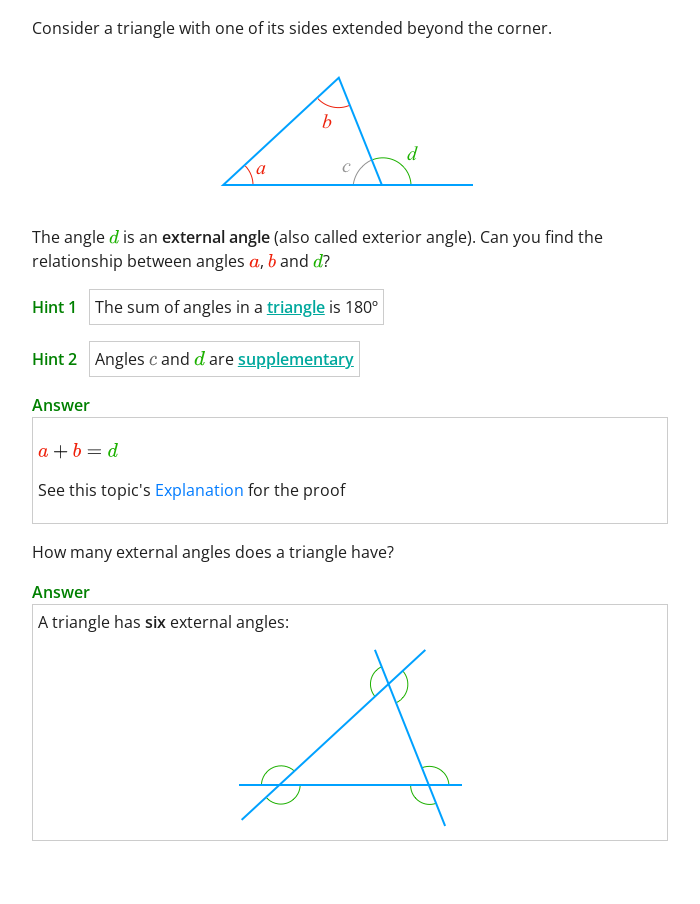 Consider a triangle with one of its sides extended beyond the corner.
b
d
a
c
The angle d is an external angle (also called exterior angle). Can you find the
relationship between angles a, b and d?
Hint 1 The sum of angles in a triangle is 180°
Hint 2 Angles c and d are supplementary
Answer
a + b = d
See this topic's Explanation for the proof
How many external angles does a triangle have?
Answer
A triangle has six external angles: